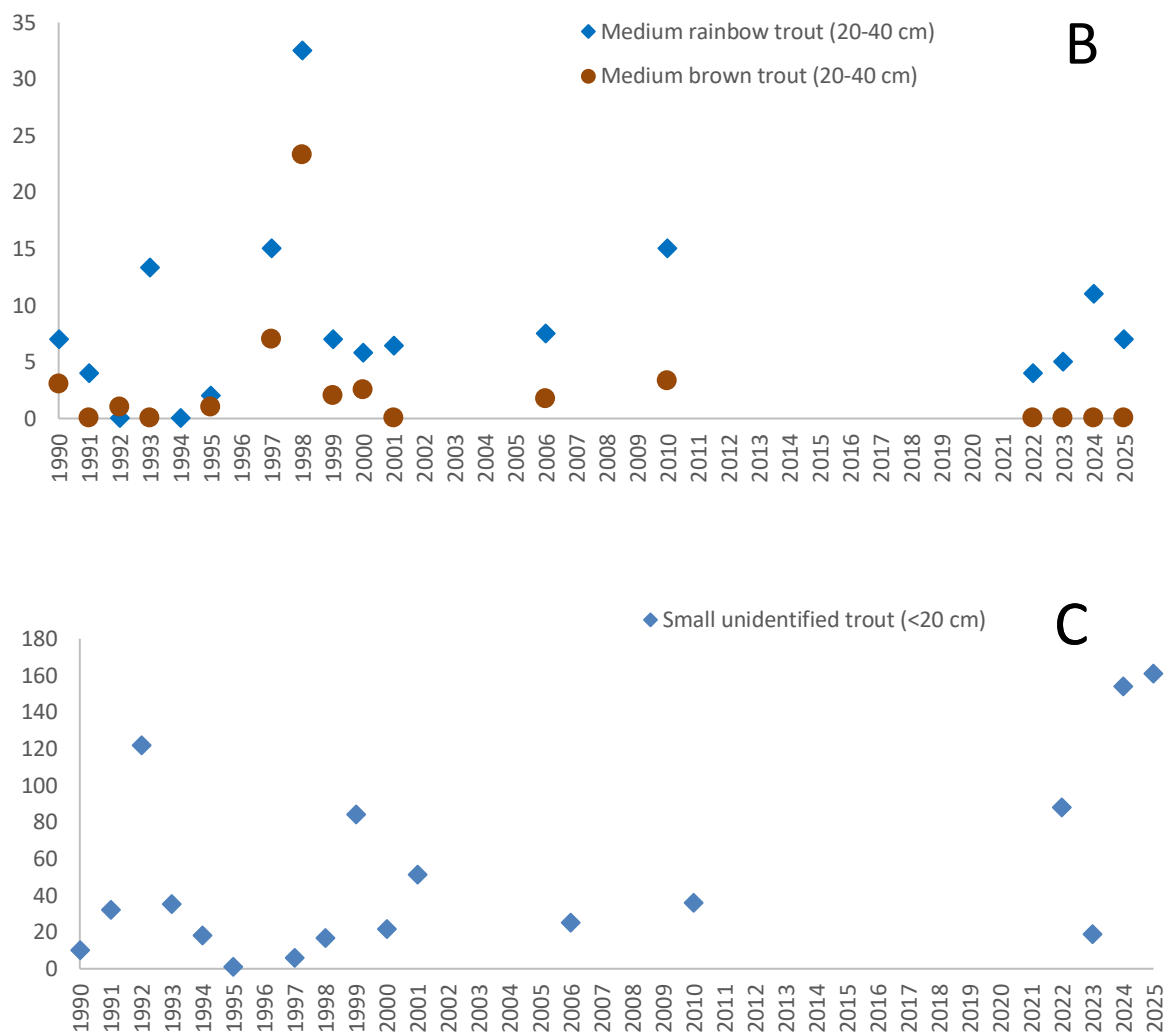 35
Medium rainbow trout (20-40 cm)
B
30
Medium brown trout (20-40 cm)
25
20
15
10
5
0
1990 1991 1992 1993 1994 1995 1996 1997 1998 1999 2000 2001 2002 2003 2004 2005 2006 2007 2008 2009 2010 2011 2012 2013 2014 2015 2016 2017 2018 2019 2020 2021 2022 2023 2024 2025
Small unidentified trout (<20 cm)
C
180
160
140
120
100
80
60
40
20
0
1990 1991 1992 1993 1994 1995 1996 1997 1998 1999 2000 2001 2002 2003 2004 2005 2006 2007 2008 2009 2010 2011 2012 2013 2014 2015 2016 2017 2018 2019 2020 2021 2022 2023 2024 2025